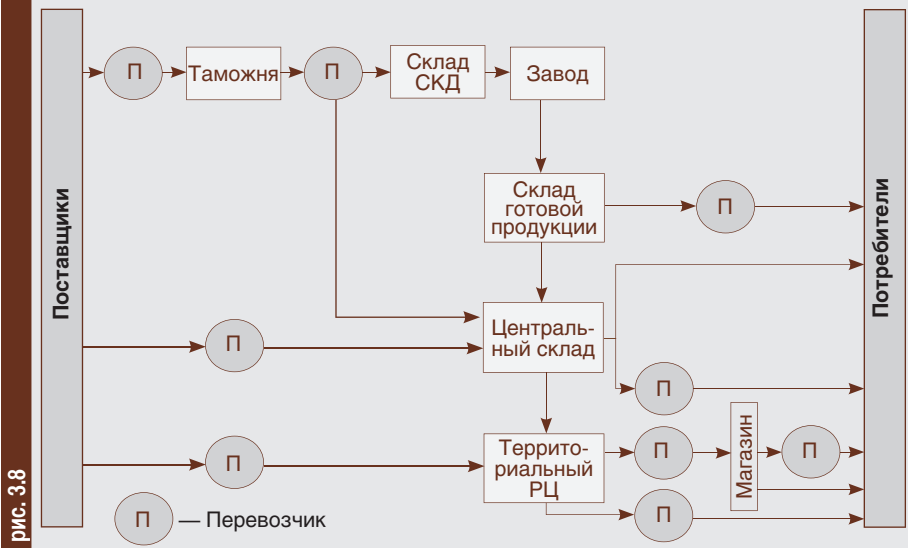 рис. 3.8
Поставщики
П
Таможня
П
Склад
СКД
Завод
Склад
готовой
продукции
П
Потребители
П
Централь-
ный склад
П
П
Террито-
риальный
РЦ
П
Магазин
П
П
П — Перевозчик